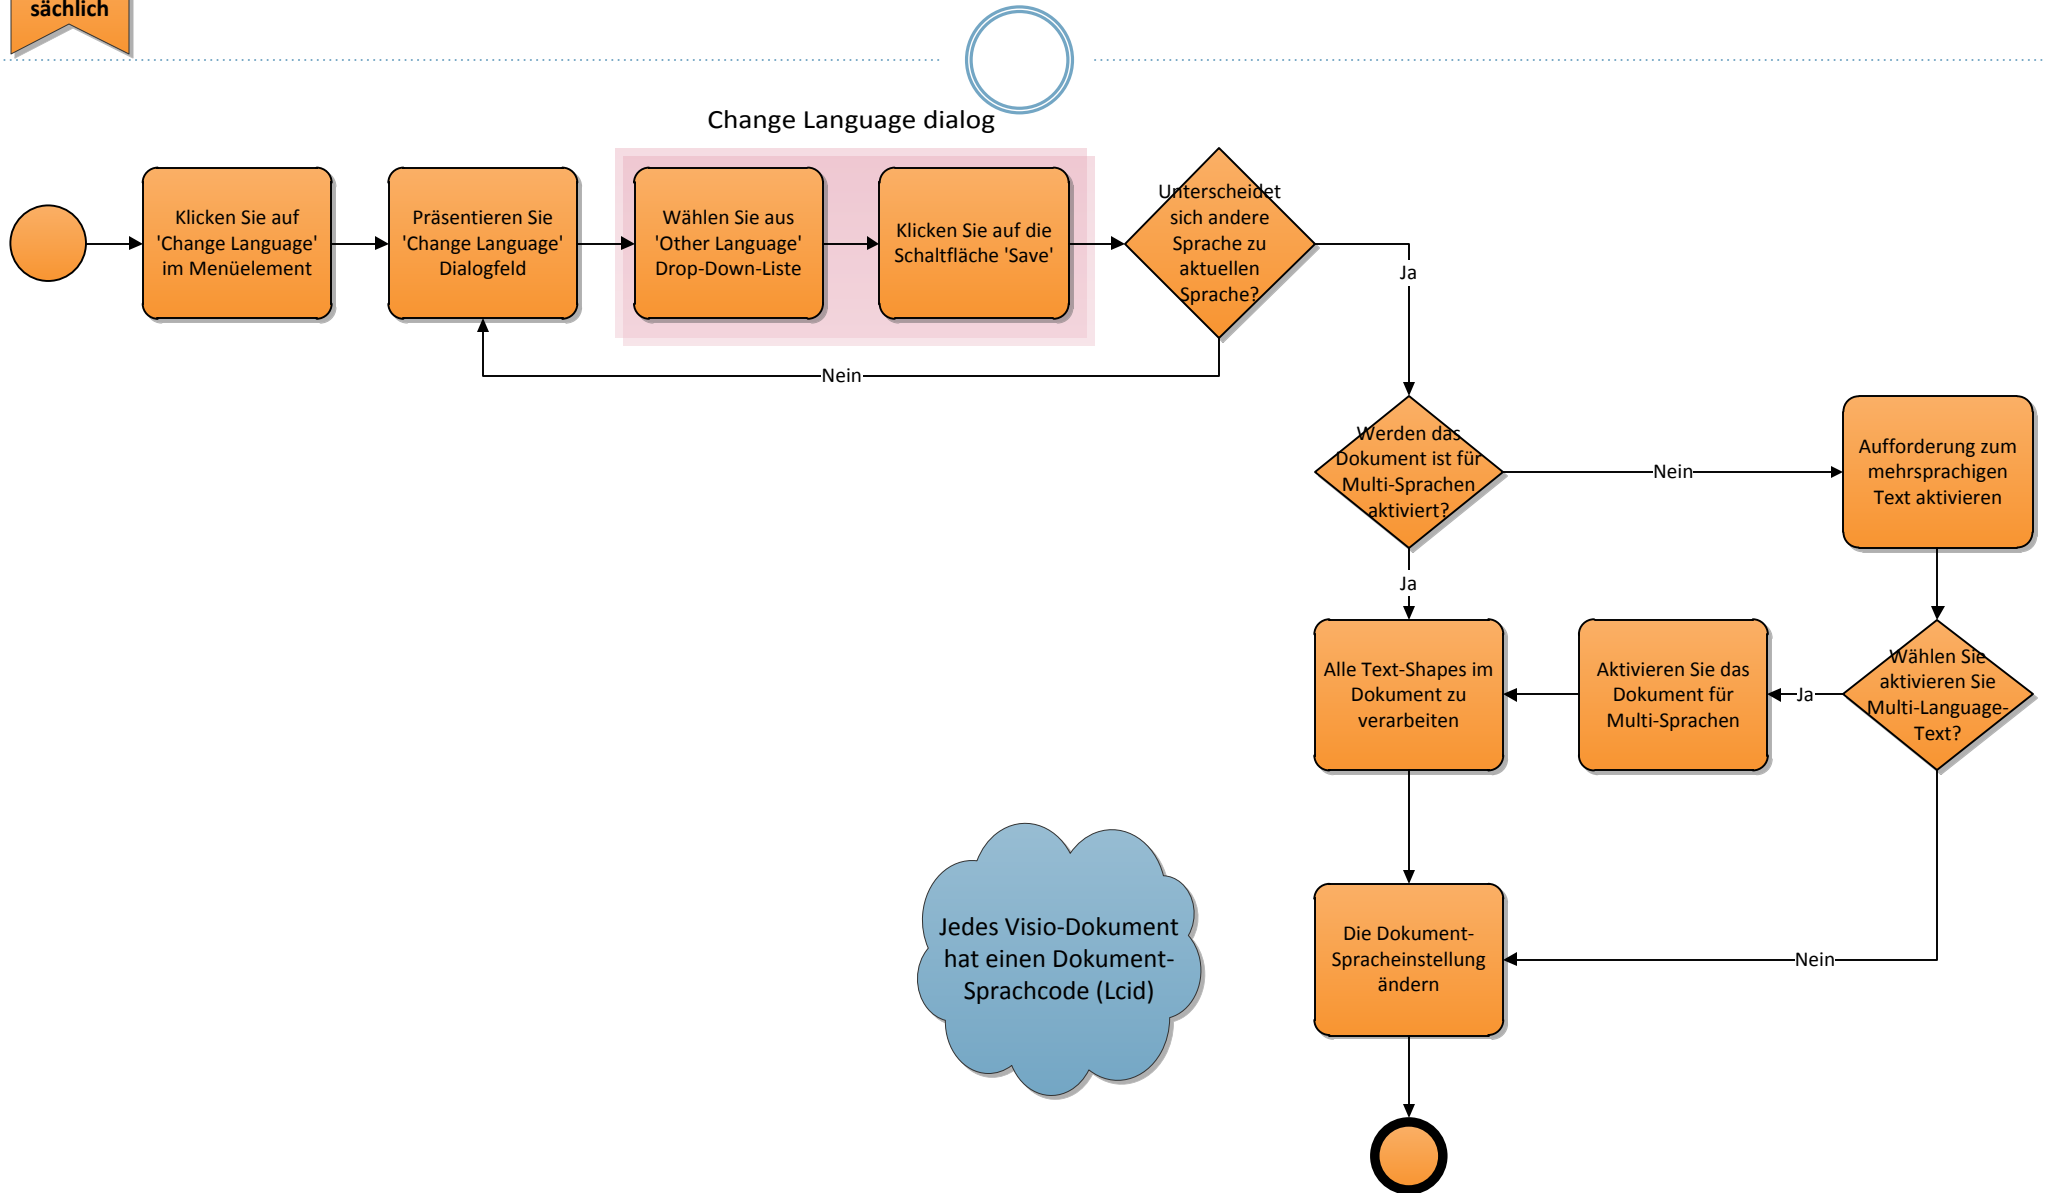 sächlich
Change Language dialog
Klicken Sie auf
'Change Language'
im Menüelement
Präsentieren Sie
'Change Language'
Dialogfeld
Wählen Sie aus
'Other Language'
Drop-Down-Liste
Klicken Sie auf die
Schaltfläche 'Save'
Unterscheidet
sich andere
Sprache zu
aktuellen
Sprache?
Ja
Nein
Werden das
Dokument ist für
Multi-Sprachen
aktiviert?
Nein
Aufforderung zum
mehrsprachigen
Text aktivieren
Ja
Alle Text-Shapes im
Dokument zu
verarbeiten
Aktivieren Sie das
Dokument für
Multi-Sprachen
Ja
Wählen Sie
aktivieren Sie
Multi-Language-
Text?
Jedes Visio-Dokument
hat einen Dokument-
Sprachcode (Lcid)
Die Dokument-
Spracheinstellung
ändern
Nein